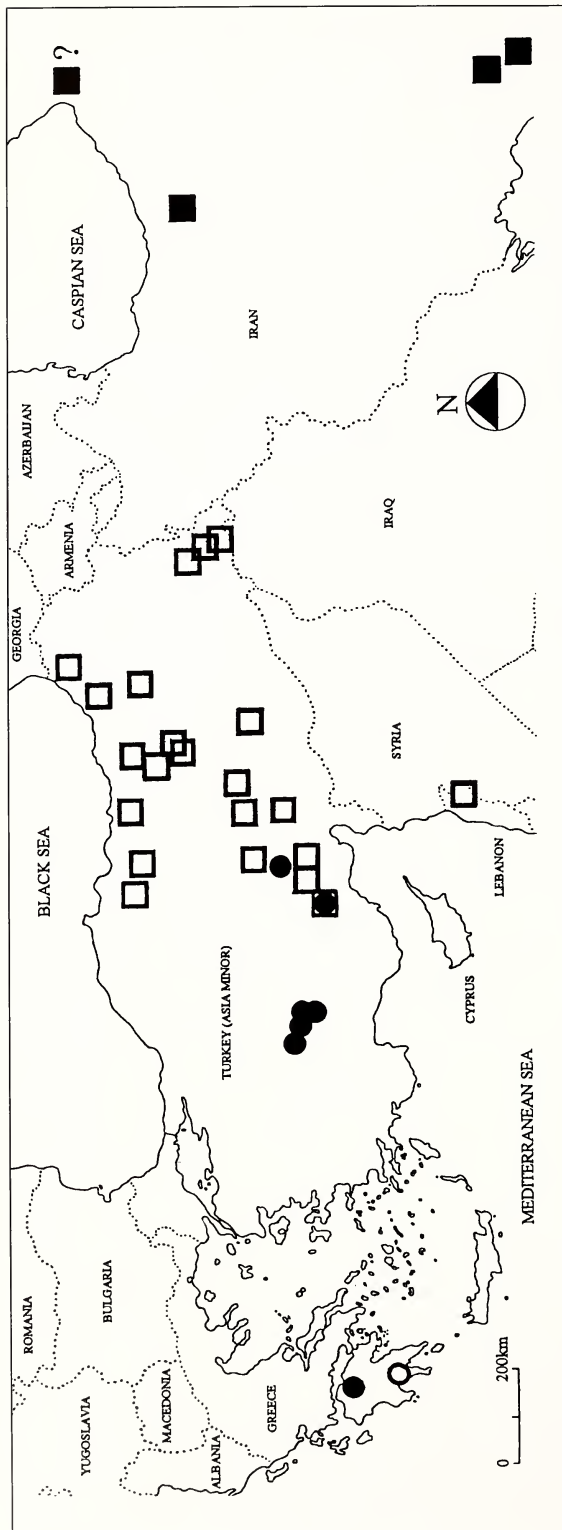 ROMANIA
YUGOSLAVIA
BULGARIA
MACEDONIA
ALBANIA
GREECE
BLACK SEA
GEORGIA
ARMENIA
AZERBAIJAN
CASPIAN SEA
?
TURKEY (ASIA MINOR)
IRAN
SYRIA
IRAQ
N
CYPRUS
LEBANON
MEDITERRANEAN SEA
0 200km